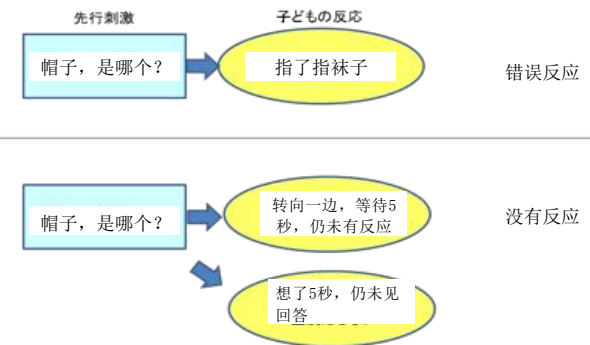 先行刺激
子どもの反応
帽子，是哪个？
指了指袜子
错误反应
帽子，是哪个？
转向一边，等待5
秒，仍未有反应
没有反应
想了5秒，仍未见
回答